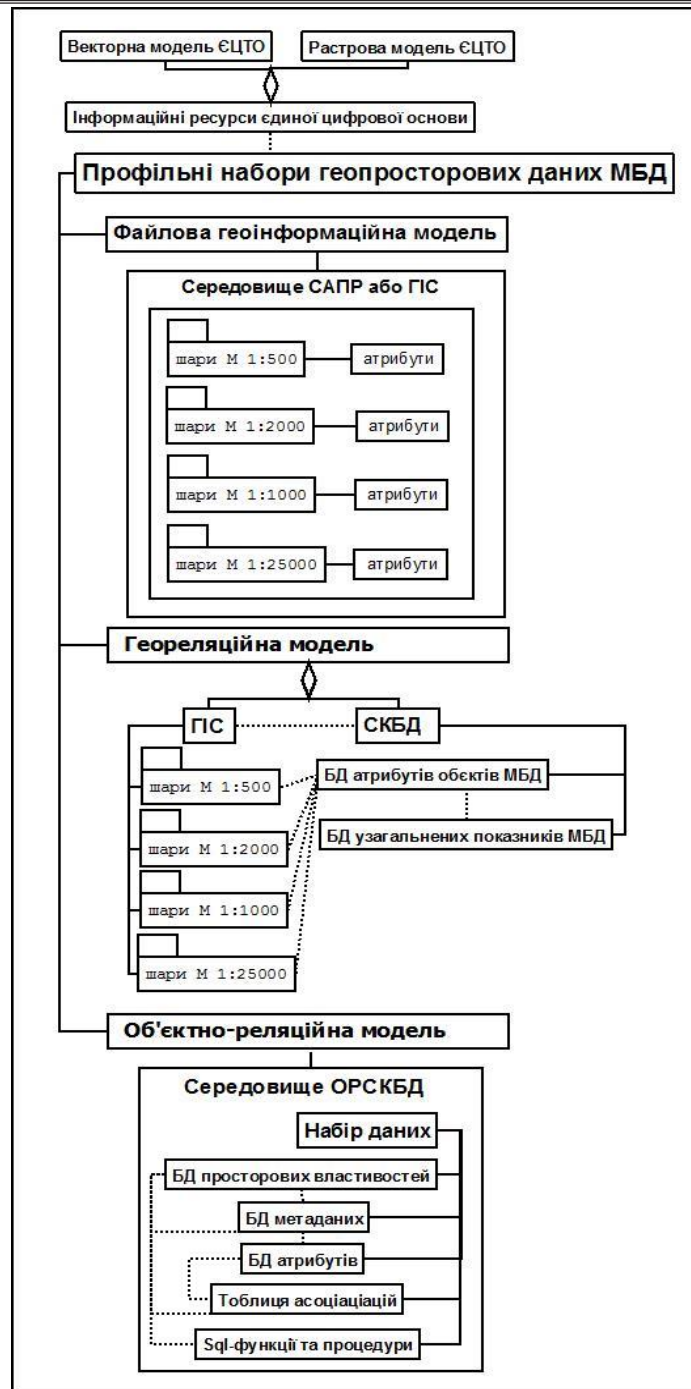 Векторна модель ЄЦТО
Растрова модель ЄЦТО
Інформаційні ресурси єдиної цифрової основи
Профільні набори геопросторових даних МБД
Файлова геоінформаційна модель
Середовище САПР або ГІС
шари М 1:500
атрибути
шари М 1:2000
атрибути
шари М 1:1000
атрибути
шари М 1:25000
атрибути
Геореляційна модель
ГІС
СКБД
шари М 1:500
БД атрибутів обєктів МБД
шари М 1:2000
БД узагальнених показників МБД
шари М 1:1000
шари М 1:25000
Об'єктно-реляційна модель
Середовище ОРСКБД
Набір даних
БД просторових властивостей
БД метаданих
БД атрибутів
Тоблиця асоціаціацій
Sql-функції та процедури